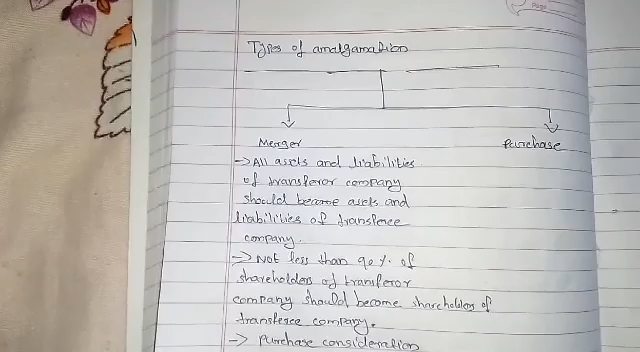 Page
Types of amalgamation
Merger
Purchase
→ All assets and liabilities
of transferor company
should become assets and
liabilities of transferee
company.
→ Not less than 90%. of
shareholders of transferor
company should become shareholders of
transferee company.
→ Purchase consideration